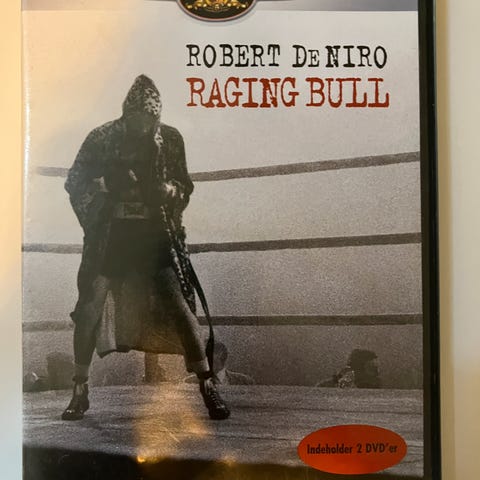 ROBERT DE NIRO
RAGING BULL
Indeholder 2 DVD'er